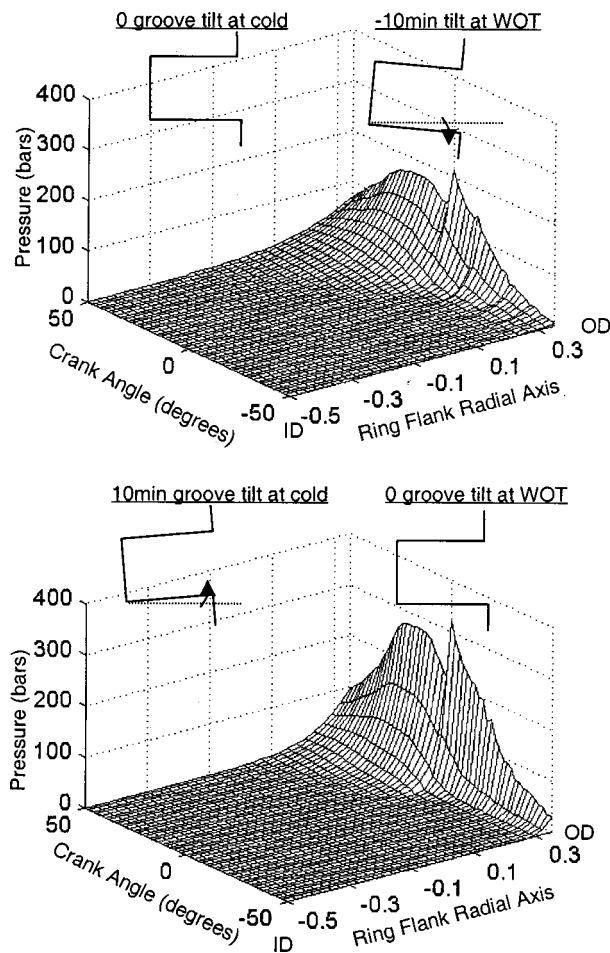 0 groove tilt at cold
-10min tilt at WOT
400
300
200
100
0
Pressure (bars)
50
0
-50
Crank Angle (degrees)
ID
-0.5
-0.3
-0.1
0.1
0.3
OD
Ring Flank Radial Axis
10min groove tilt at cold
0 groove tilt at WOT
400
300
200
100
0
Pressure (bars)
50
0
-50
Crank Angle (degrees)
ID
-0.5
-0.3
-0.1
0.1
0.3
OD
Ring Flank Radial Axis